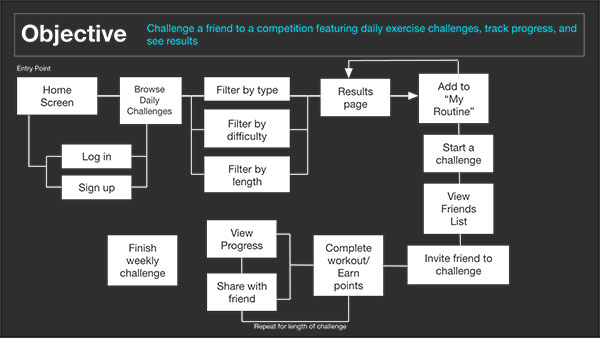 Objective
Challenge a friend to a competition featuring daily exercise challenges, track progress, and
see results
Entry Point
Home
Screen
Browse
Daily
Challenges
Filter by type
Filter by
difficulty
Filter by
length
Results
page
Add to
“My
Routine”
Log in
Sign up
Start a
challenge
View
Friends
List
Invite friend to
challenge
Complete
workout/
Earn
points
View
Progress
Share with
friend
Repeat for length of challenge
Finish
weekly
challenge